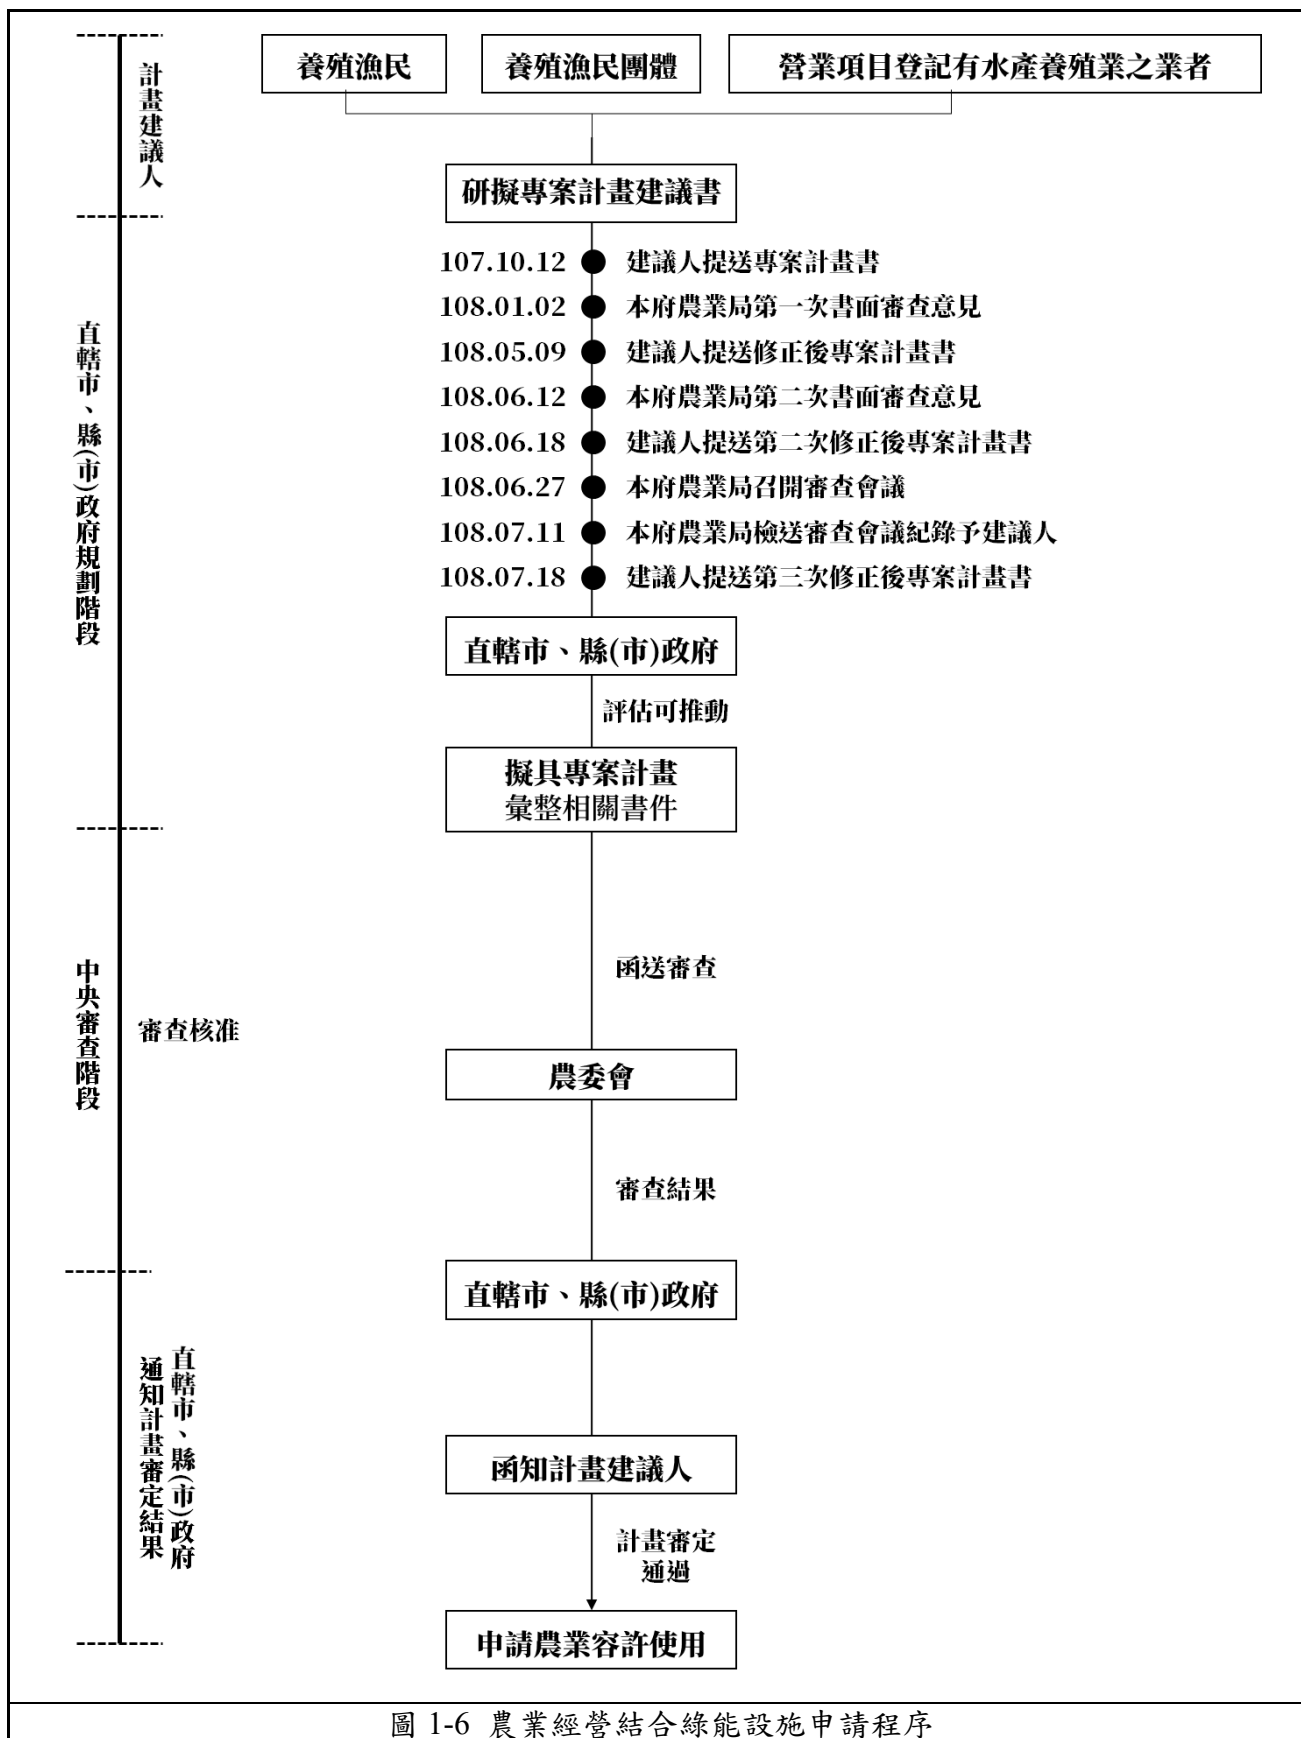 計畫建議人
養殖漁民
養殖漁民團體
營業項目登記有水產養殖業之業者
研擬專案計畫建議書
直轄市、縣(市)政府規劃階段
107.10.12 建議人提送專案計畫書
108.01.02 本府農業局第一次書面審查意見
108.05.09 建議人提送修正後專案計畫書
108.06.12 本府農業局第二次書面審查意見
108.06.18 建議人提送第二次修正後專案計畫書
108.06.27 本府農業局召開審查會議
108.07.11 本府農業局檢送審查會議紀錄予建議人
108.07.18 建議人提送第三次修正後專案計畫書
直轄市、縣(市)政府
評估可推動
擬具專案計畫
彙整相關書件
中央審查階段
審查核准
函送審查
農委會
審查結果
直轄市、縣(市)政府
直轄市、縣(市)政府
通知計畫審定結果
函知計畫建議人
計畫審定
通過
申請農業容許使用
圖 1-6 農業經營結合綠能設施申請程序